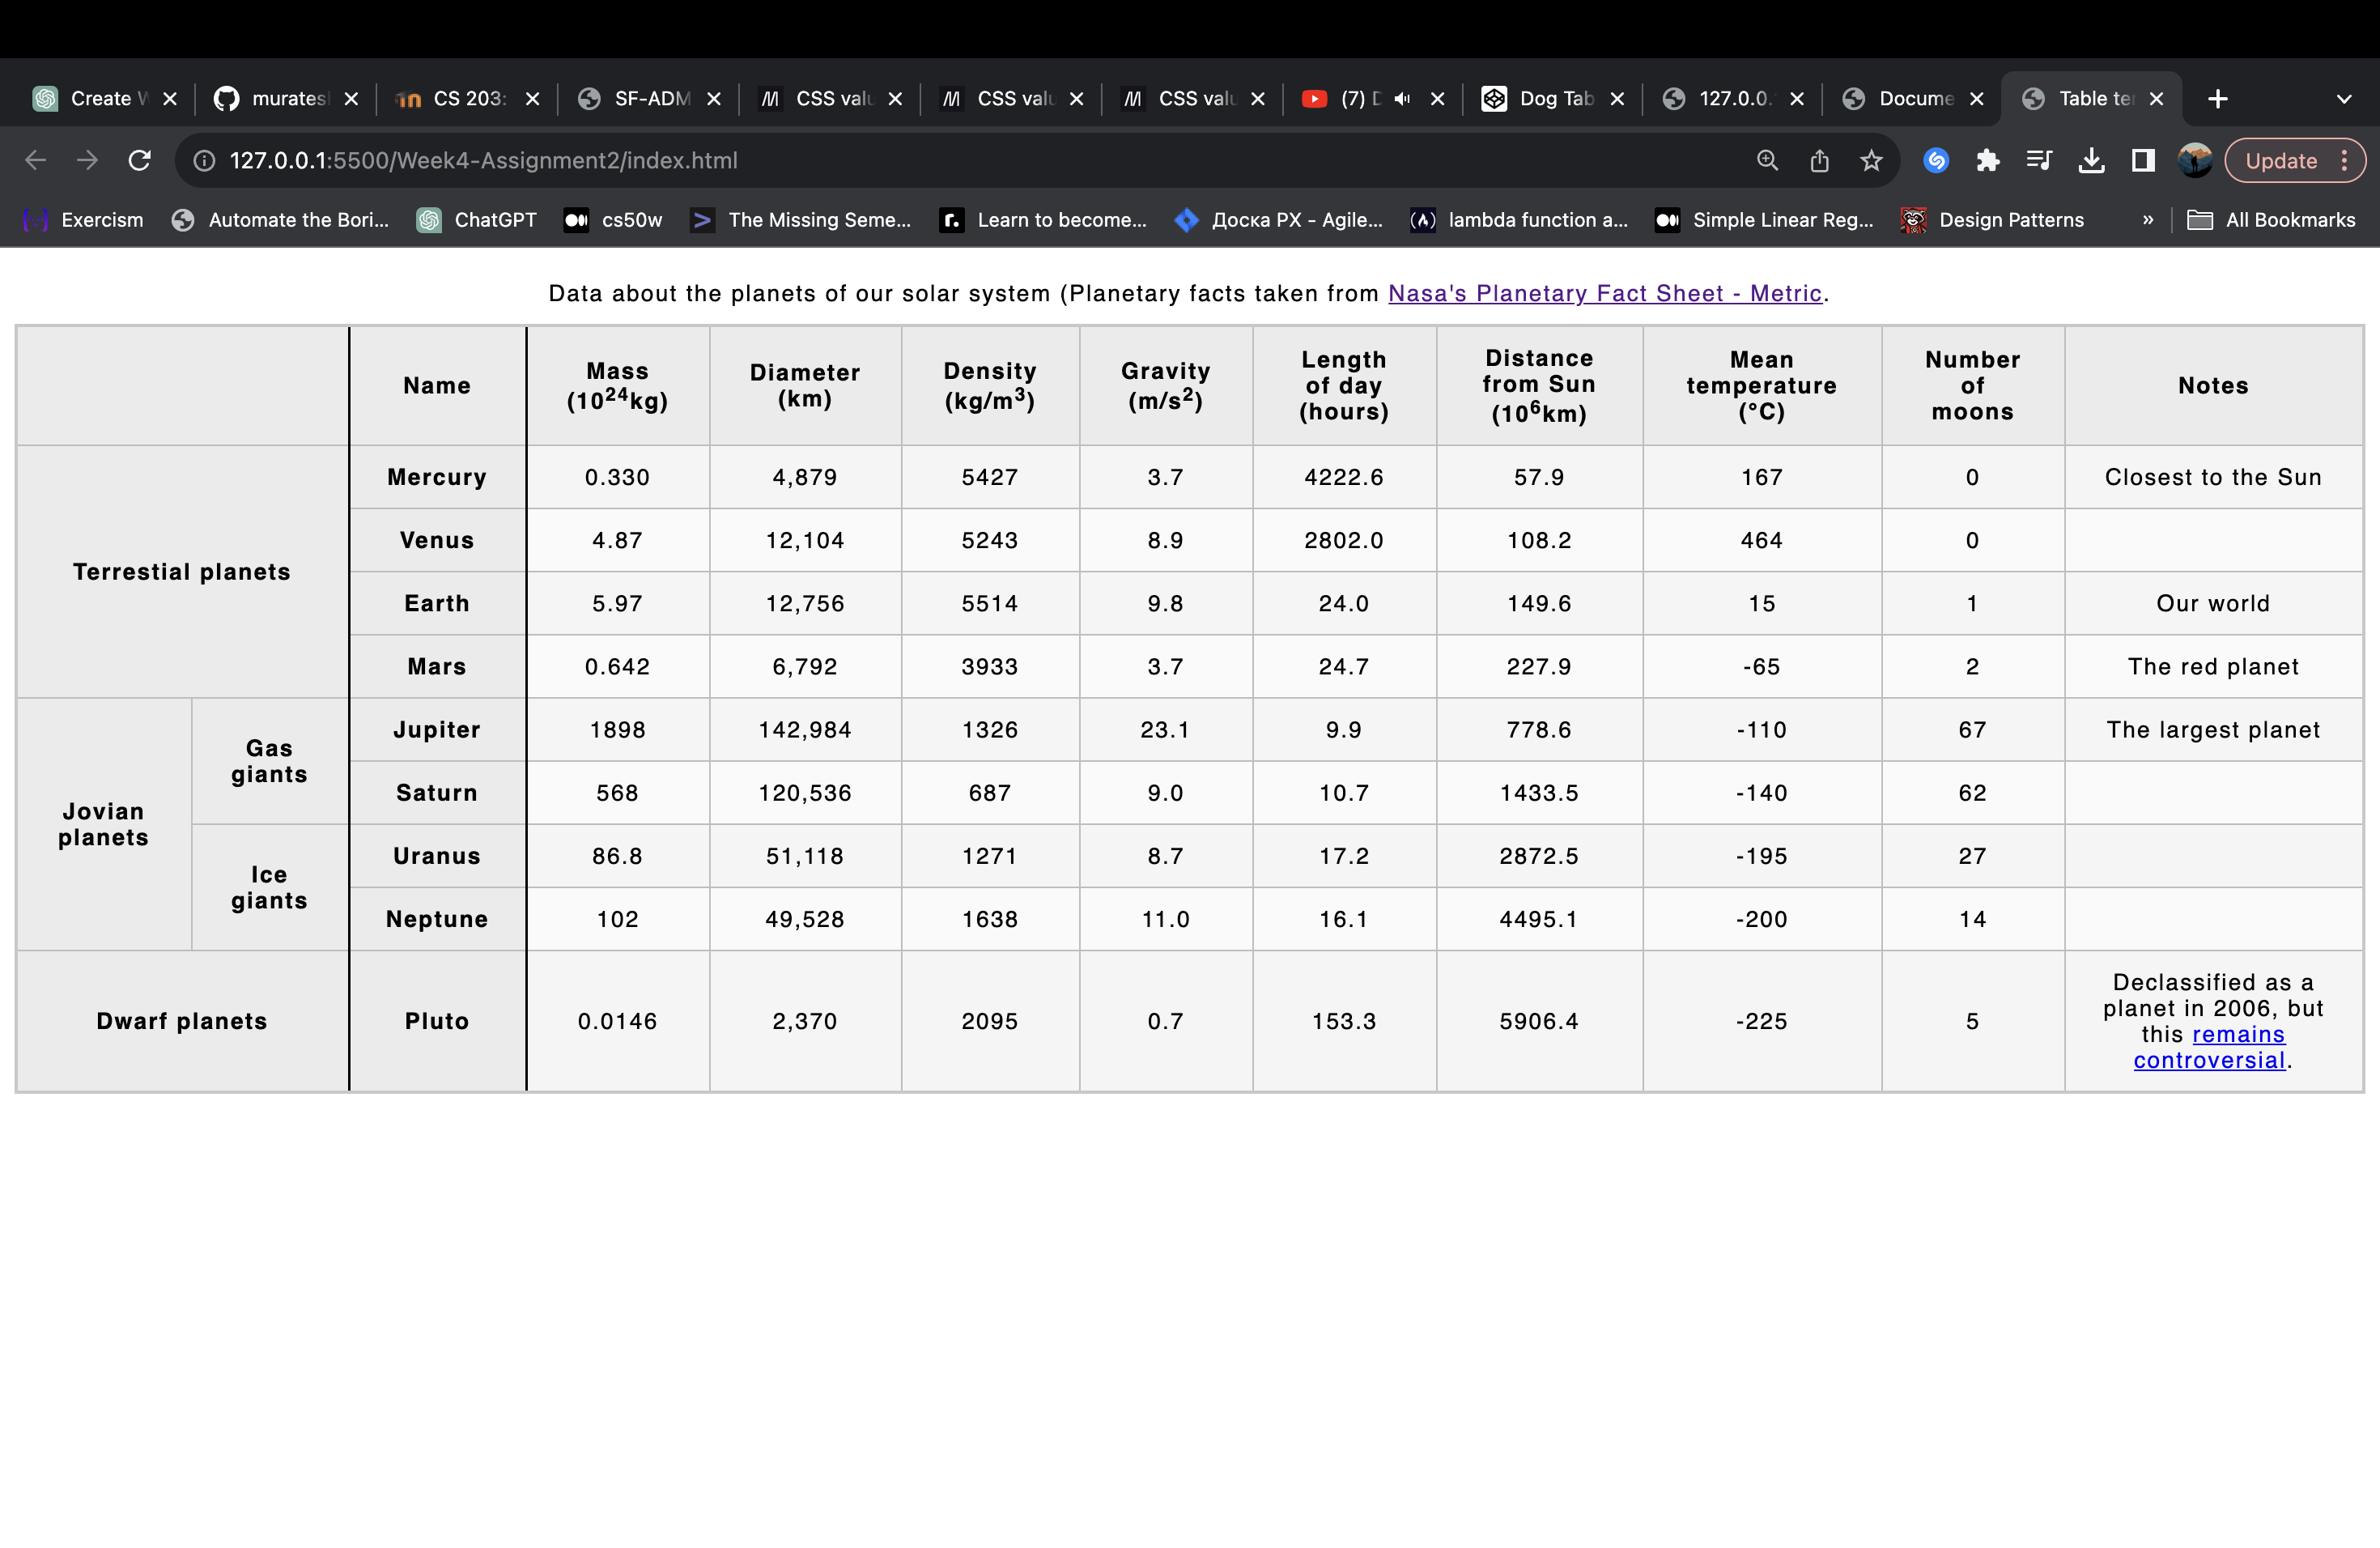 Create W murates CS 203: SF-ADM CSS valu CSS valu CSS valu (7) D Dog Tab 127.0.0. Docume Table ter
127.0.0.1:5500/Week4-Assignment2/index.html Update
Exercism Automate the Bori... ChatGPT cs50w The Missing Seme... r. Learn to become... Доска PX - Agile... lambda function a... Simple Linear Reg... Design Patterns » All Bookmarks
Data about the planets of our solar system (Planetary facts taken from Nasa's Planetary Fact Sheet - Metric.
Name Mass (10²⁴kg) Diameter (km) Density (kg/m³) Gravity (m/s²) Length of day (hours) Distance from Sun (10⁶km) Mean temperature (°C) Number of moons Notes
Terrestial planets
Mercury 0.330 4,879 5427 3.7 4222.6 57.9 167 0 Closest to the Sun
Venus 4.87 12,104 5243 8.9 2802.0 108.2 464 0
Earth 5.97 12,756 5514 9.8 24.0 149.6 15 1 Our world
Mars 0.642 6,792 3933 3.7 24.7 227.9 -65 2 The red planet
Jovian planets
Gas giants
Jupiter 1898 142,984 1326 23.1 9.9 778.6 -110 67 The largest planet
Saturn 568 120,536 687 9.0 10.7 1433.5 -140 62
Ice giants
Uranus 86.8 51,118 1271 8.7 17.2 2872.5 -195 27
Neptune 102 49,528 1638 11.0 16.1 4495.1 -200 14
Dwarf planets Pluto 0.0146 2,370 2095 0.7 153.3 5906.4 -225 5 Declassified as a planet in 2006, but this remains controversial.